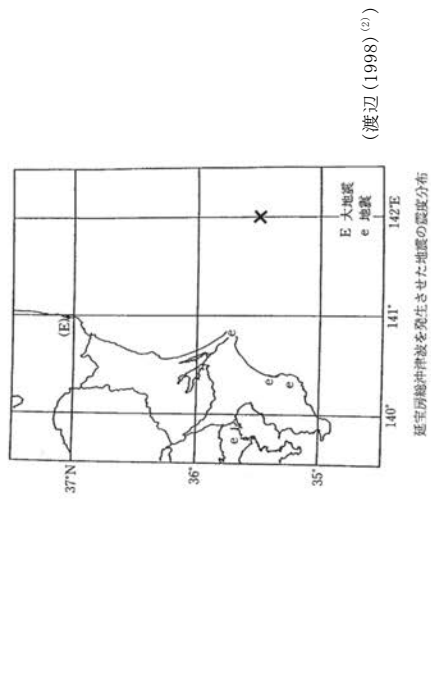 37°N
36°
35°
140°
141°
142°E
(E)
e
e
e
e
E 大地震
e 地震
延宝房総沖津波を発生させた地震の震度分布
(渡辺(1998)⁽²⁾)